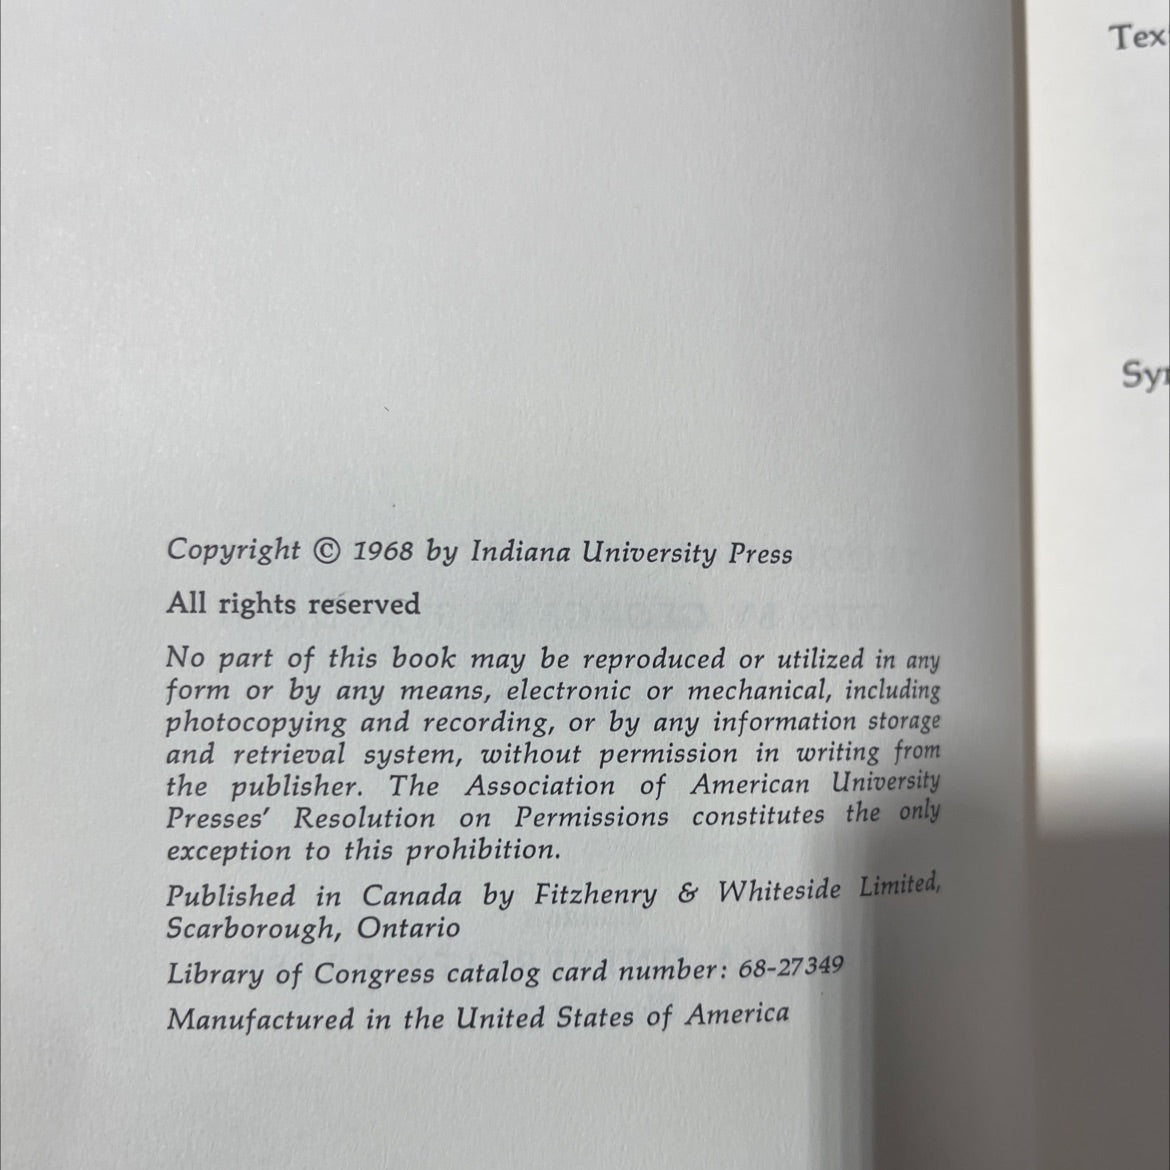 Copyright © 1968 by Indiana University Press
All rights reserved
No part of this book may be reproduced or utilized in any
form or by any means, electronic or mechanical, including
photocopying and recording, or by any information storage
and retrieval system, without permission in writing from
the publisher. The Association of American University
Presses' Resolution on Permissions constitutes the only
exception to this prohibition.
Published in Canada by Fitzhenry & Whiteside Limited,
Scarborough, Ontario
Library of Congress catalog card number: 68-27349
Manufactured in the United States of America
Tex